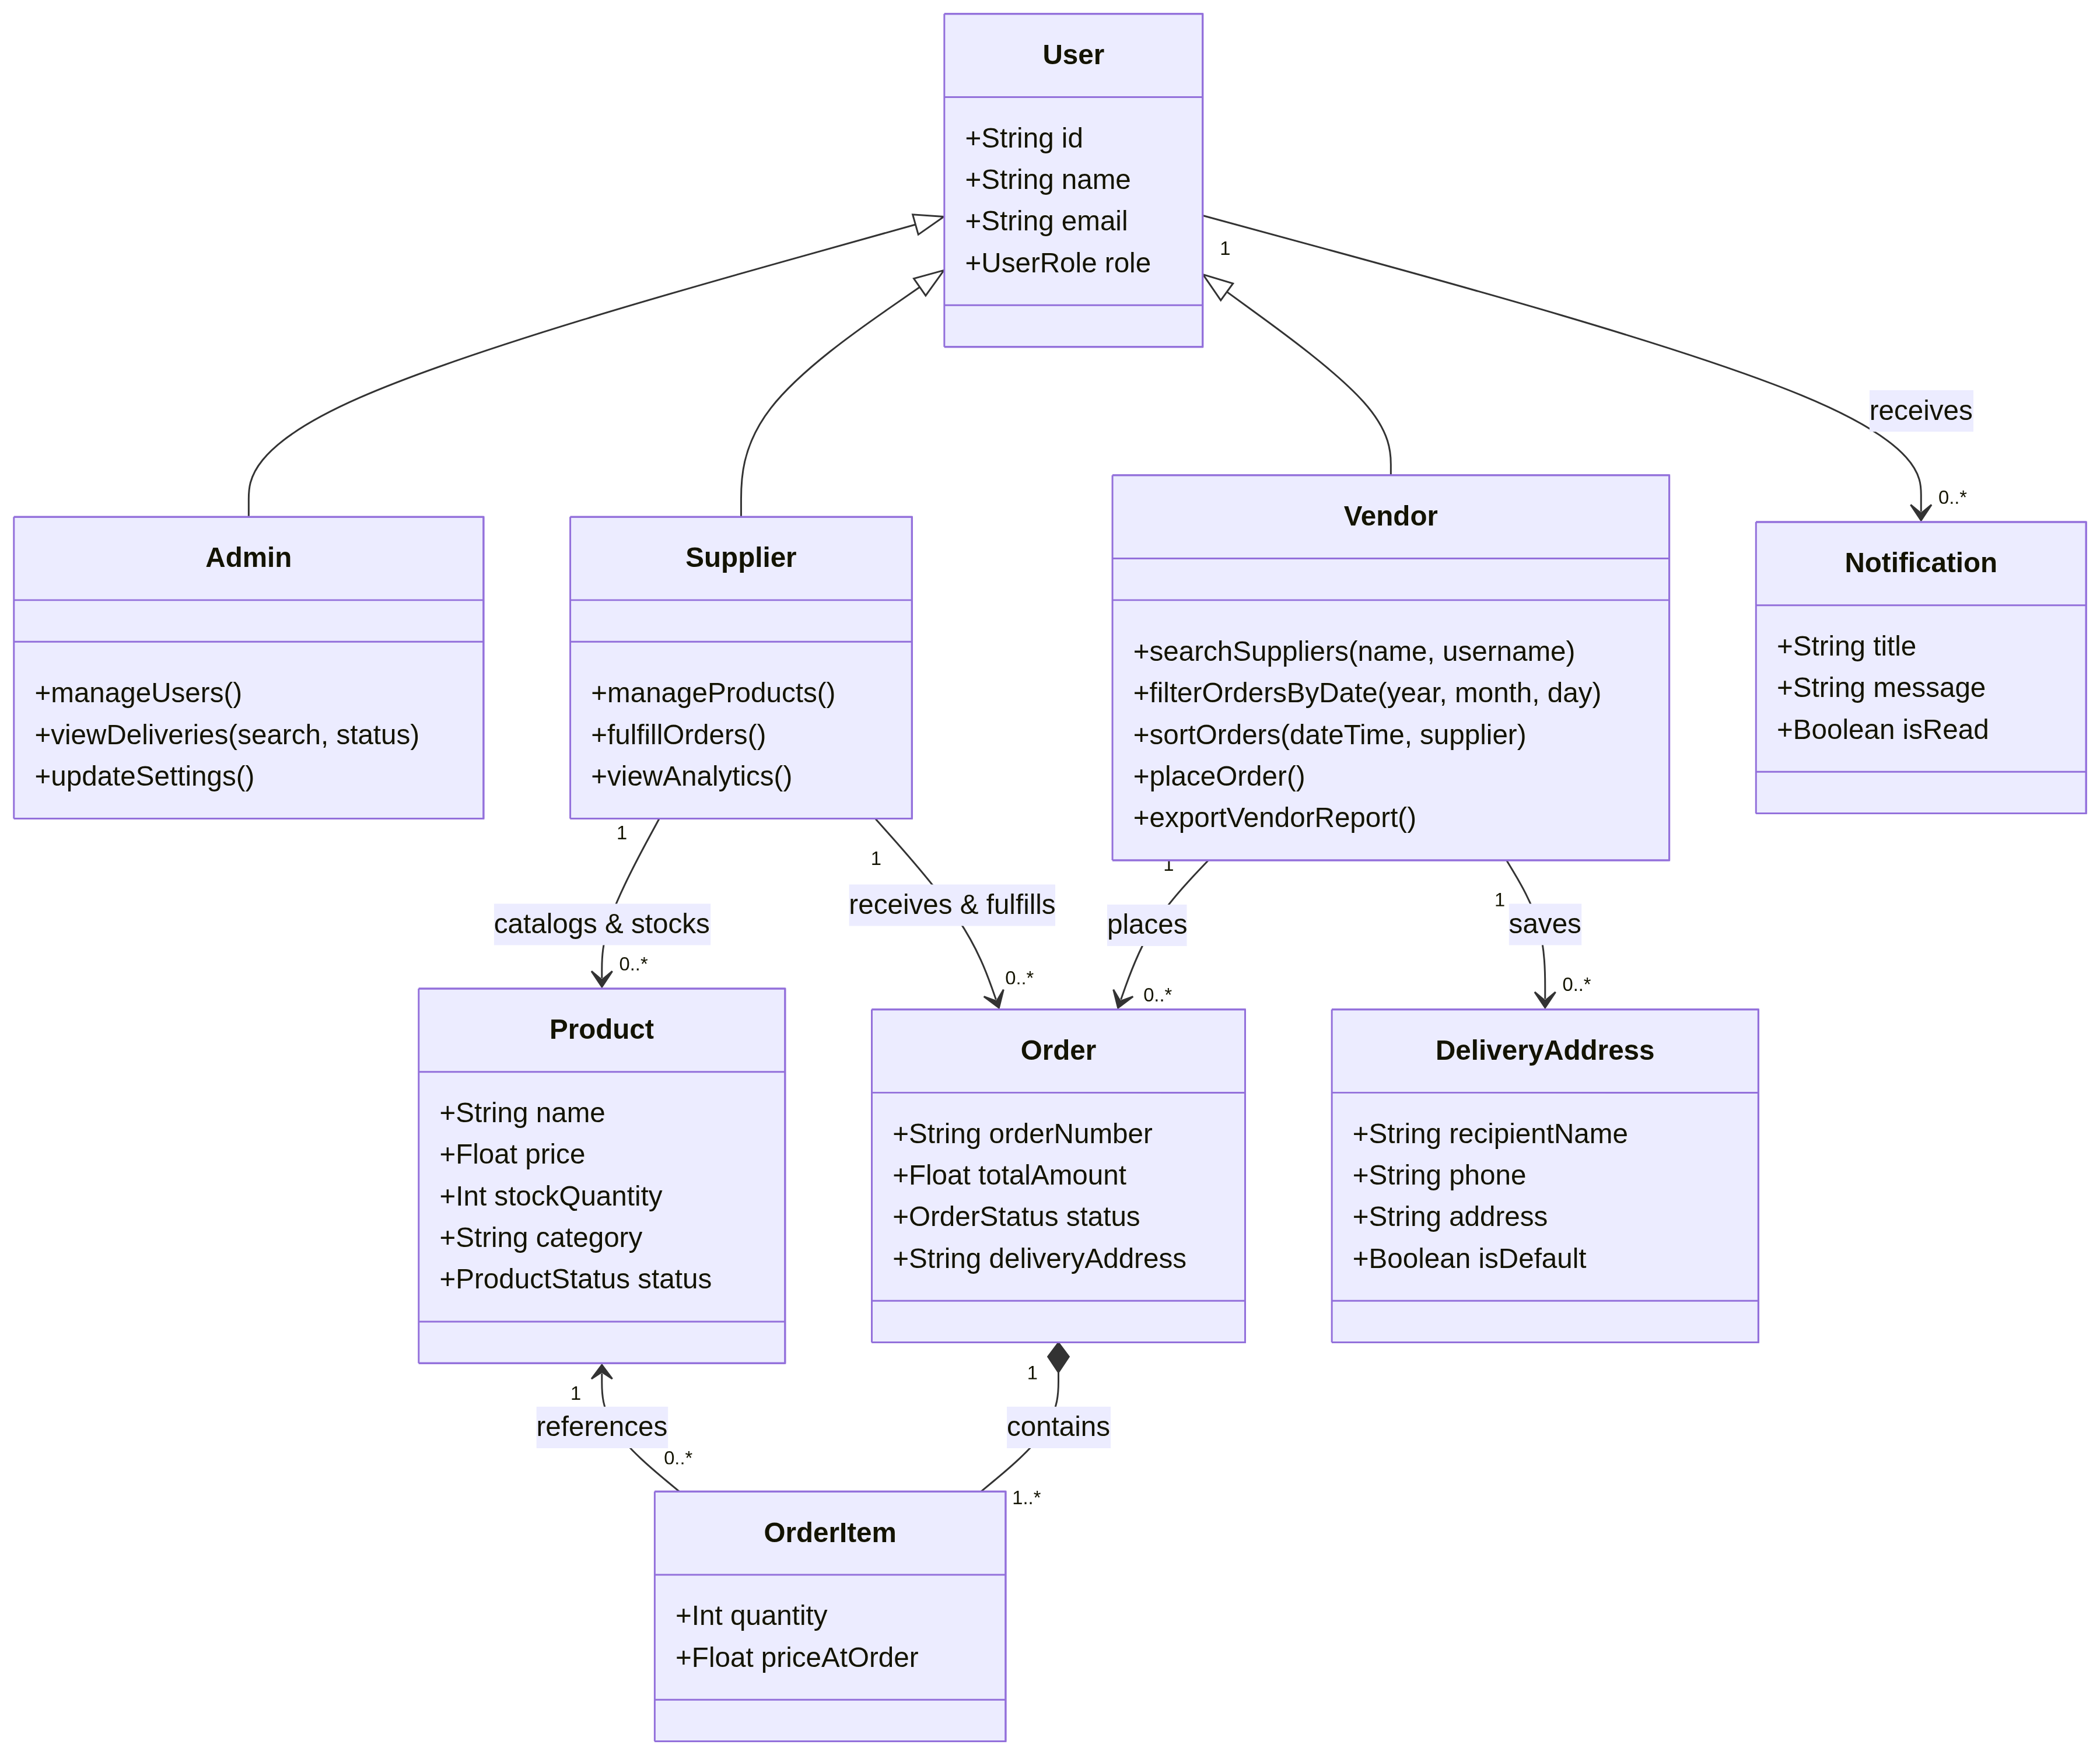 User
+String id
+String name
+String email
+UserRole role
1
receives
0..*
Admin
+manageUsers()
+viewDeliveries(search, status)
+updateSettings()
Supplier
+manageProducts()
+fulfillOrders()
+viewAnalytics()
Vendor
+searchSuppliers(name, username)
+filterOrdersByDate(year, month, day)
+sortOrders(dateTime, supplier)
+placeOrder()
+exportVendorReport()
Notification
+String title
+String message
+Boolean isRead
1
catalogs & stocks
0..*
1
receives & fulfills
0..*
1
places
0..*
1
saves
0..*
Product
+String name
+Float price
+Int stockQuantity
+String category
+ProductStatus status
Order
+String orderNumber
+Float totalAmount
+OrderStatus status
+String deliveryAddress
DeliveryAddress
+String recipientName
+String phone
+String address
+Boolean isDefault
1
references
0..*
1
contains
1..*
OrderItem
+Int quantity
+Float priceAtOrder